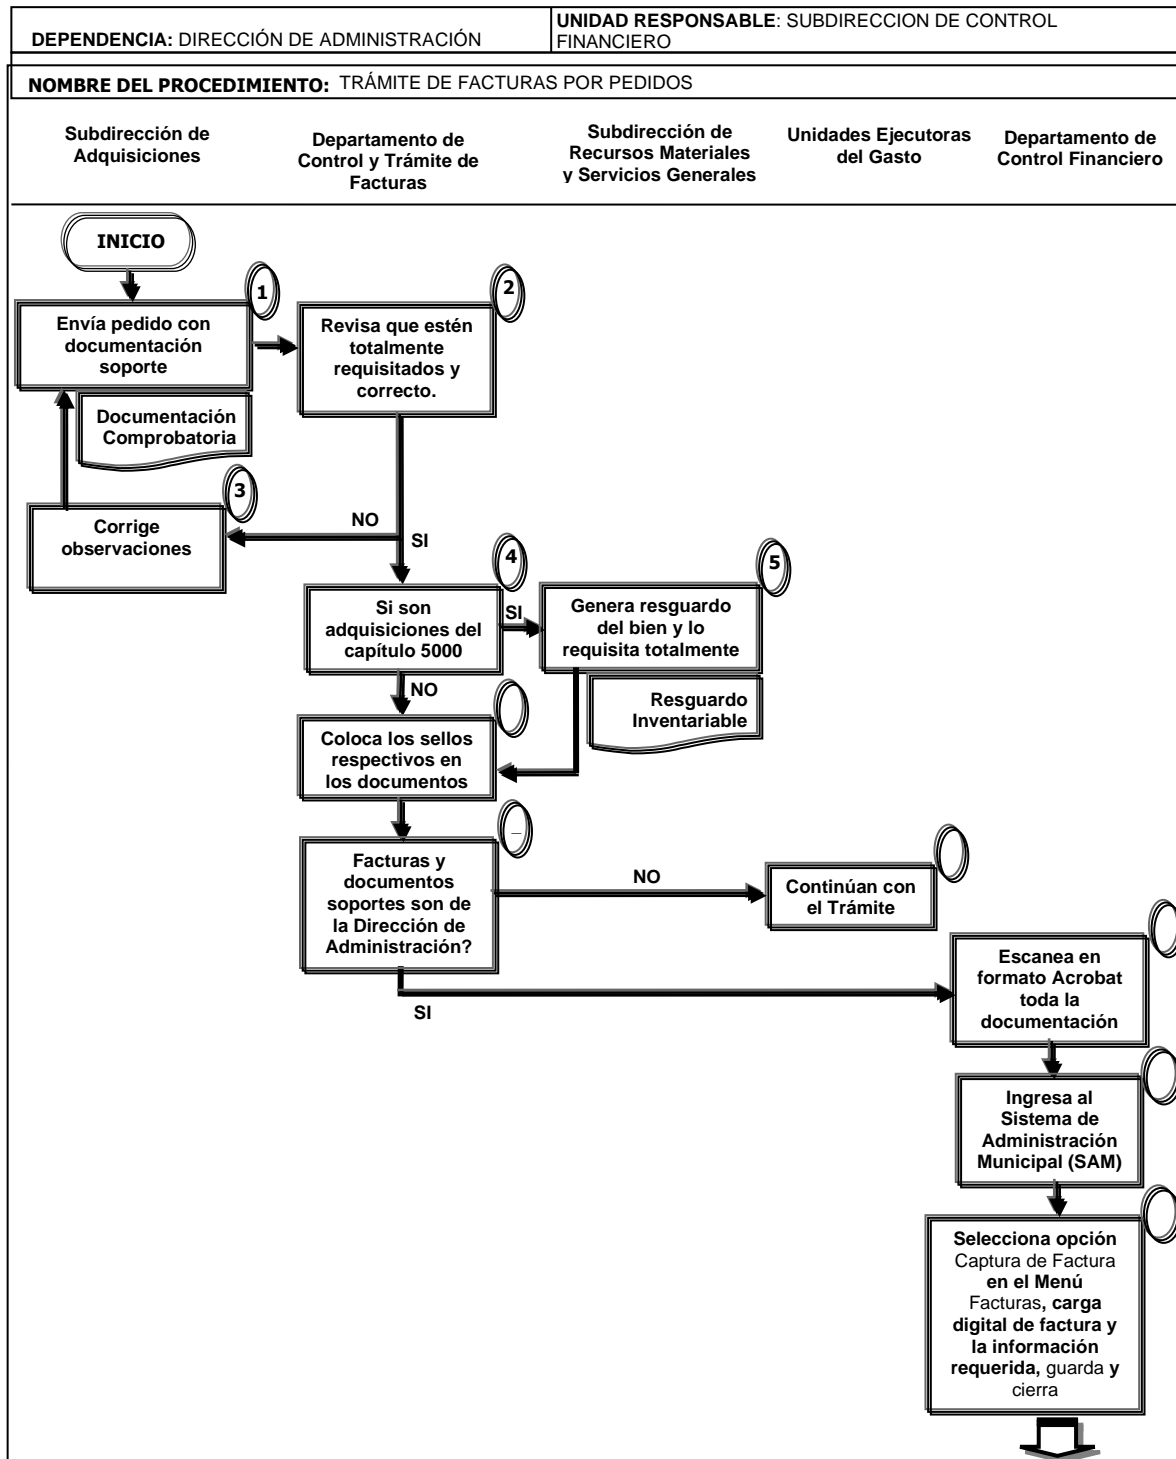 DEPENDENCIA: DIRECCIÓN DE ADMINISTRACIÓN
UNIDAD RESPONSABLE: SUBDIRECCION DE CONTROL
FINANCIERO
NOMBRE DEL PROCEDIMIENTO: TRÁMITE DE FACTURAS POR PEDIDOS
Subdirección de
Adquisiciones
Departamento de
Control y Trámite de
Facturas
Subdirección de
Recursos Materiales
y Servicios Generales
Unidades Ejecutoras
del Gasto
Departamento de
Control Financiero
INICIO
1
Envía pedido con
documentación
soporte
Documentación
Comprobatoria
2
Revisa que estén
totalmente
requisitados y
correcto.
3
Corrige
observaciones
NO
SI
4
Si son
adquisiciones del
capítulo 5000
SI
5
Genera resguardo
del bien y lo
requisita totalmente
Resguardo
Inventariable
NO
Coloca los sellos
respectivos en
los documentos
_
Facturas y
documentos
soportes son de
la Dirección de
Administración?
NO
Continúan con
el Trámite
SI
Escanea en
formato Acrobat
toda la
documentación
Ingresa al
Sistema de
Administración
Municipal (SAM)
Selecciona opción
Captura de Factura
en el Menú
Facturas, carga
digital de factura y
la información
requerida, guarda y
cierra